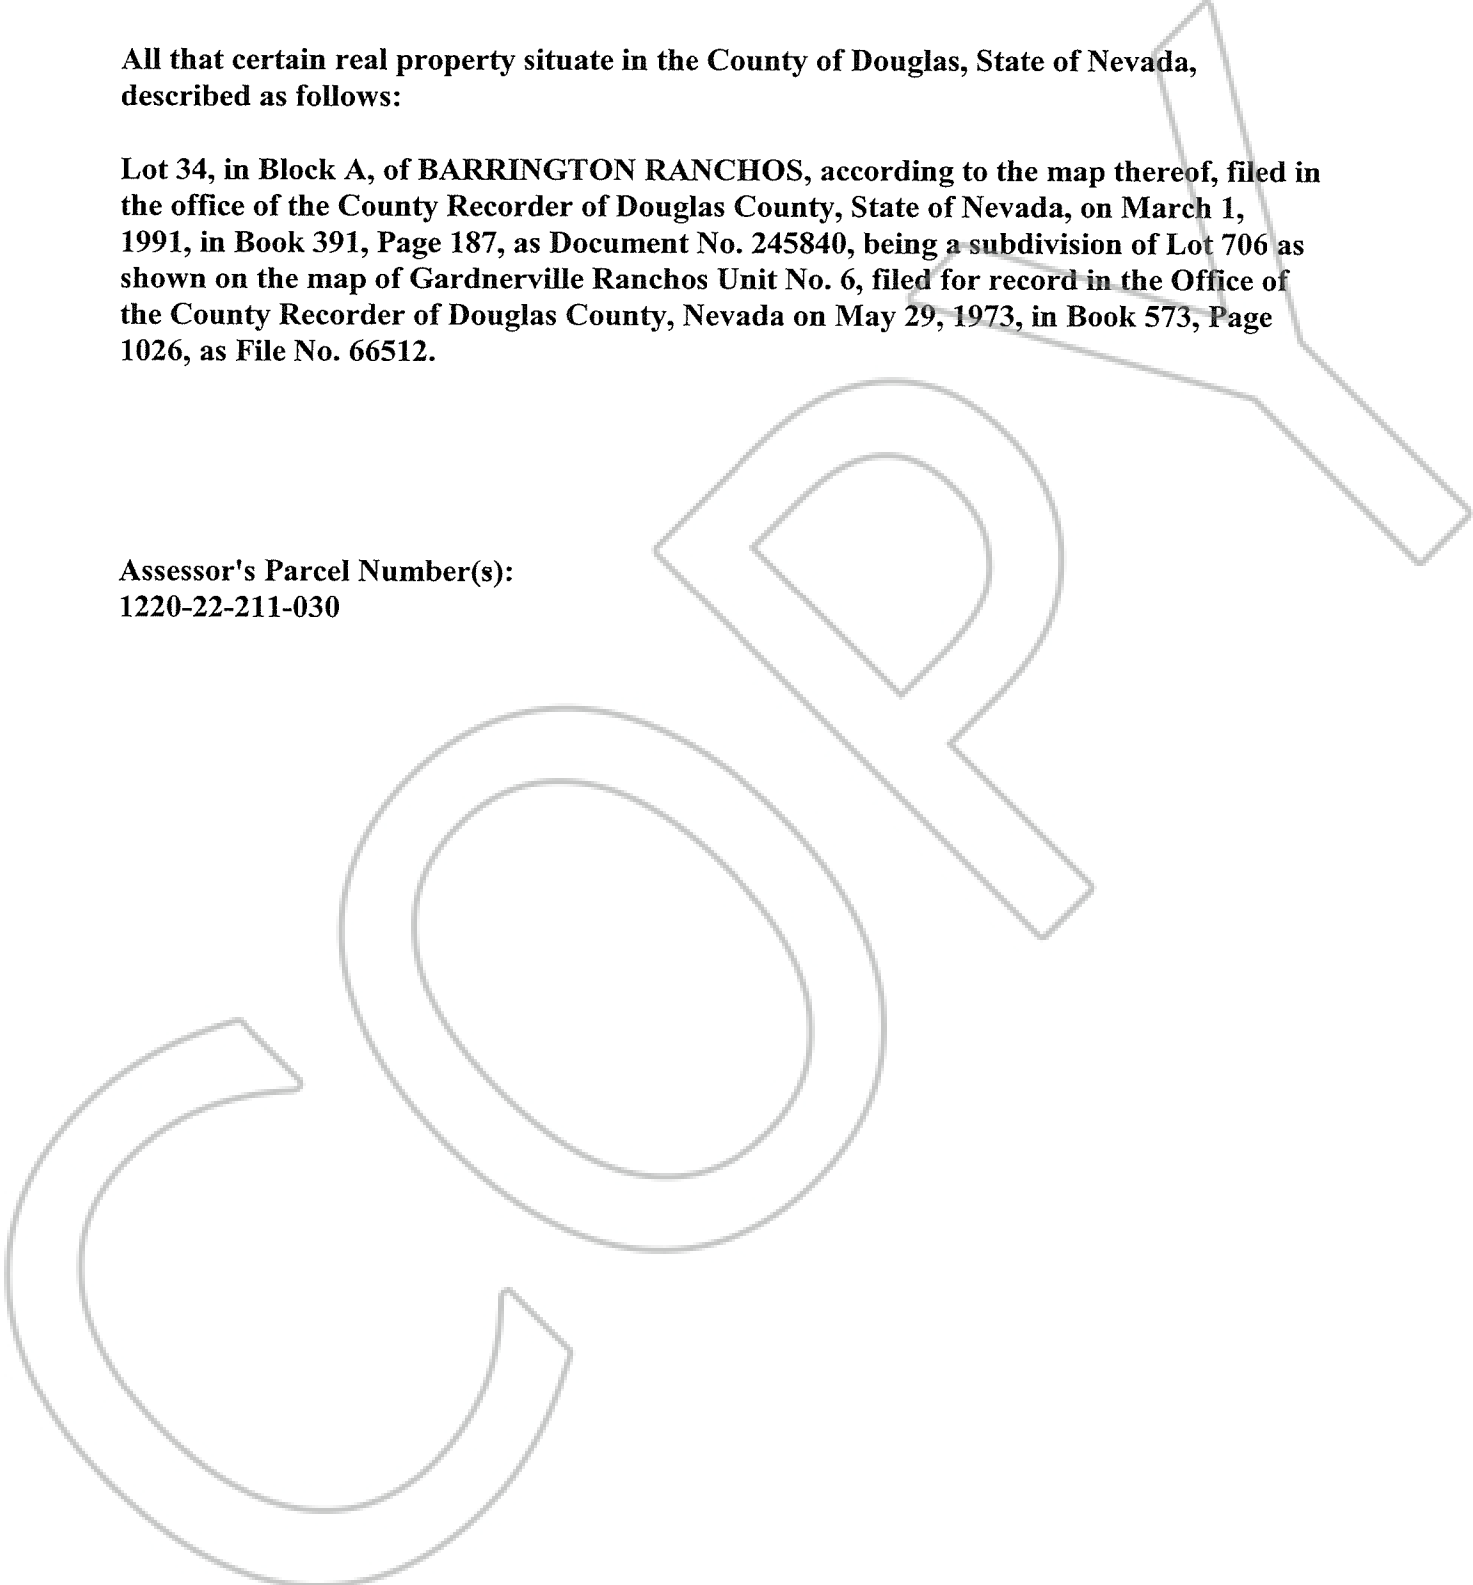 All that certain real property situate in the County of Douglas, State of Nevada,
described as follows:
Lot 34, in Block A, of BARRINGTON RANCHOS, according to the map thereof, filed in
the office of the County Recorder of Douglas County, State of Nevada, on March 1,
1991, in Book 391, Page 187, as Document No. 245840, being a subdivision of Lot 706 as
shown on the map of Gardnerville Ranchos Unit No. 6, filed for record in the Office of
the County Recorder of Douglas County, Nevada on May 29, 1973, in Book 573, Page
1026, as File No. 66512.
Assessor's Parcel Number(s):
1220-22-211-030
COPY